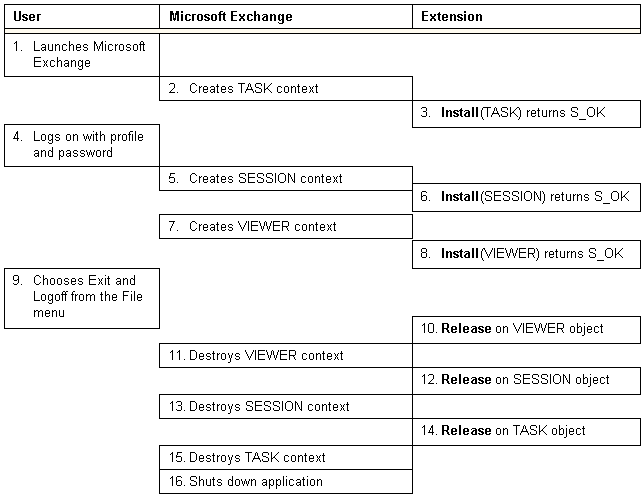 User Microsoft Exchange Extension
1. Launches Microsoft
Exchange
2. Creates TASK context
3. Install(TASK) returns S_OK
4. Logs on with profile
and password
5. Creates SESSION context
6. Install(SESSION) returns S_OK
7. Creates VIEWER context
8. Install(VIEWER) returns S_OK
9. Chooses Exit and
Logoff from the File
menu
10. Release on VIEWER object
11. Destroys VIEWER context
12. Release on SESSION object
13. Destroys SESSION context
14. Release on TASK object
15. Destroys TASK context
16. Shuts down application